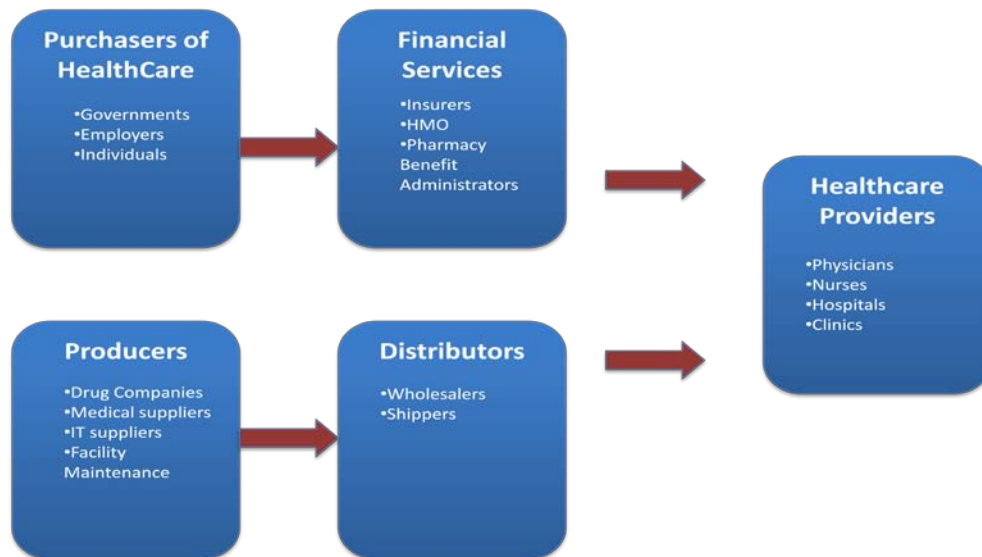 Purchasers of
HealthCare
•Governments
•Employers
•Individuals
Financial
Services
•Insurers
•HMO
•Pharmacy
Benefit
Administrators
Healthcare
Providers
•Physicians
•Nurses
•Hospitals
•Clinics
Producers
•Drug Companies
•Medical suppliers
•IT suppliers
•Facility
Maintenance
Distributors
•Wholesalers
•Shippers